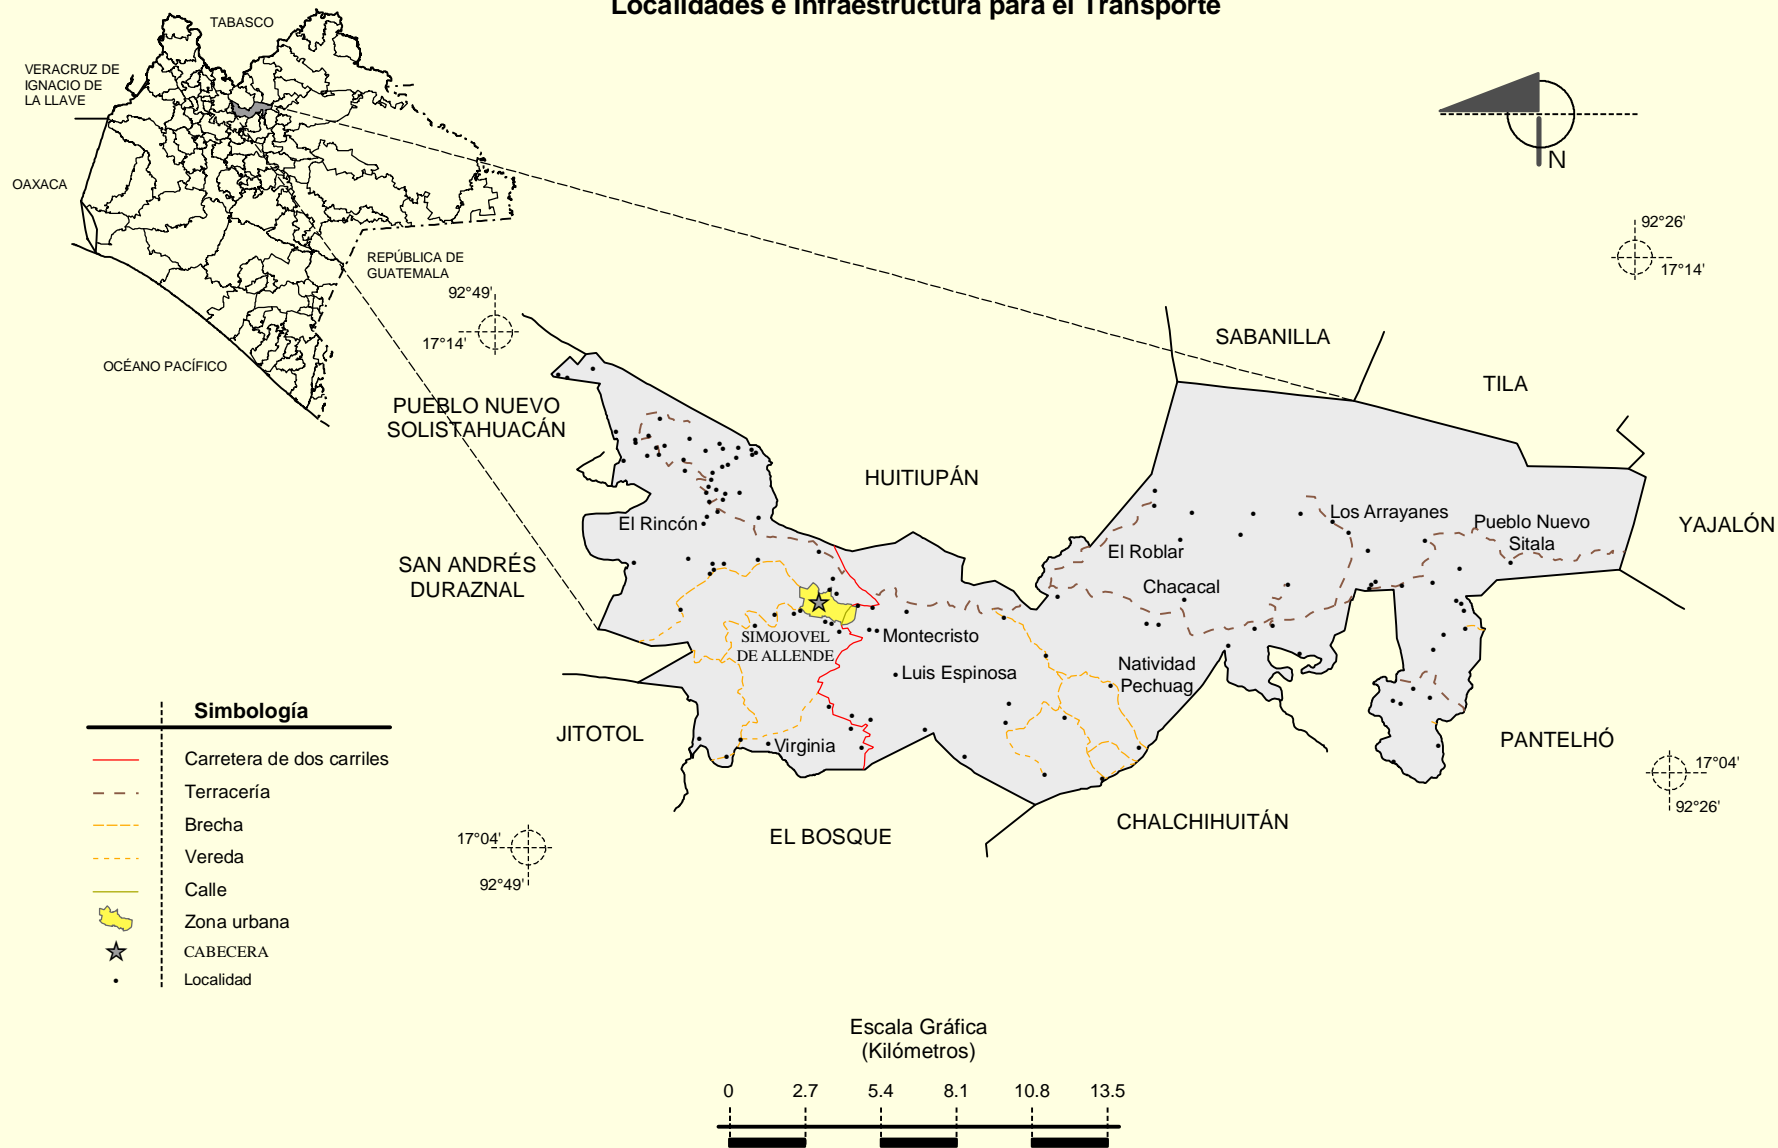 Localidades e Infraestructura para el Transporte
TABASCO
VERACRUZ DE
IGNACIO DE
LA LLAVE
OAXACA
REPÚBLICA DE
GUATEMALA
OCÉANO PACÍFICO
N
92°26'
17°14'
92°49'
17°14'
SABANILLA
TILA
PUEBLO NUEVO
SOLISTAHUACÁN
HUITIUPÁN
YAJALÓN
El Rincón
Los Arrayanes
Pueblo Nuevo
Sitala
El Roblar
SAN ANDRÉS
DURAZNAL
Chacacal
SIMOJOVEL
DE ALLENDE
Montecristo
Luis Espinosa
Natividad
Pechuag
JITOTOL
Virginia
PANTELHÓ
17°04'
92°26'
EL BOSQUE
CHALCHIHUITÁN
17°04'
92°49'
Simbología
Carretera de dos carriles
Terracería
Brecha
Vereda
Calle
Zona urbana
CABECERA
Localidad
Escala Gráfica
(Kilómetros)
0 2.7 5.4 8.1 10.8 13.5